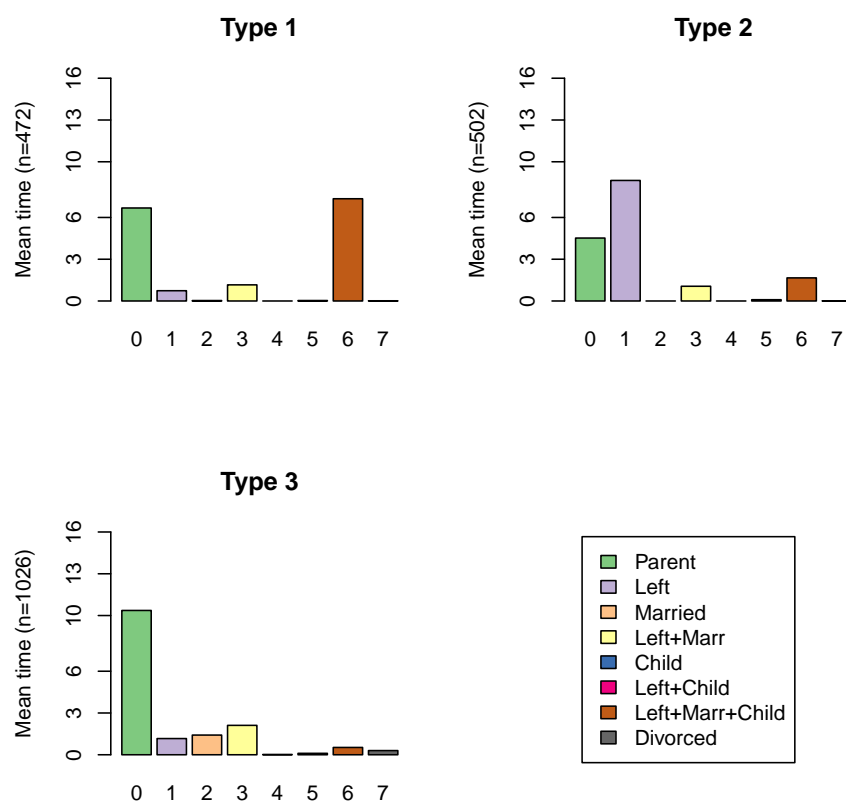 Type 1
Mean time (n=472)
16
13
10
6
3
0
0 1 2 3 4 5 6 7
Type 2
Mean time (n=502)
16
13
10
6
3
0
0 1 2 3 4 5 6 7
Type 3
Mean time (n=1026)
16
13
10
6
3
0
0 1 2 3 4 5 6 7
Parent
Left
Married
Left+Marr
Child
Left+Child
Left+Marr+Child
Divorced